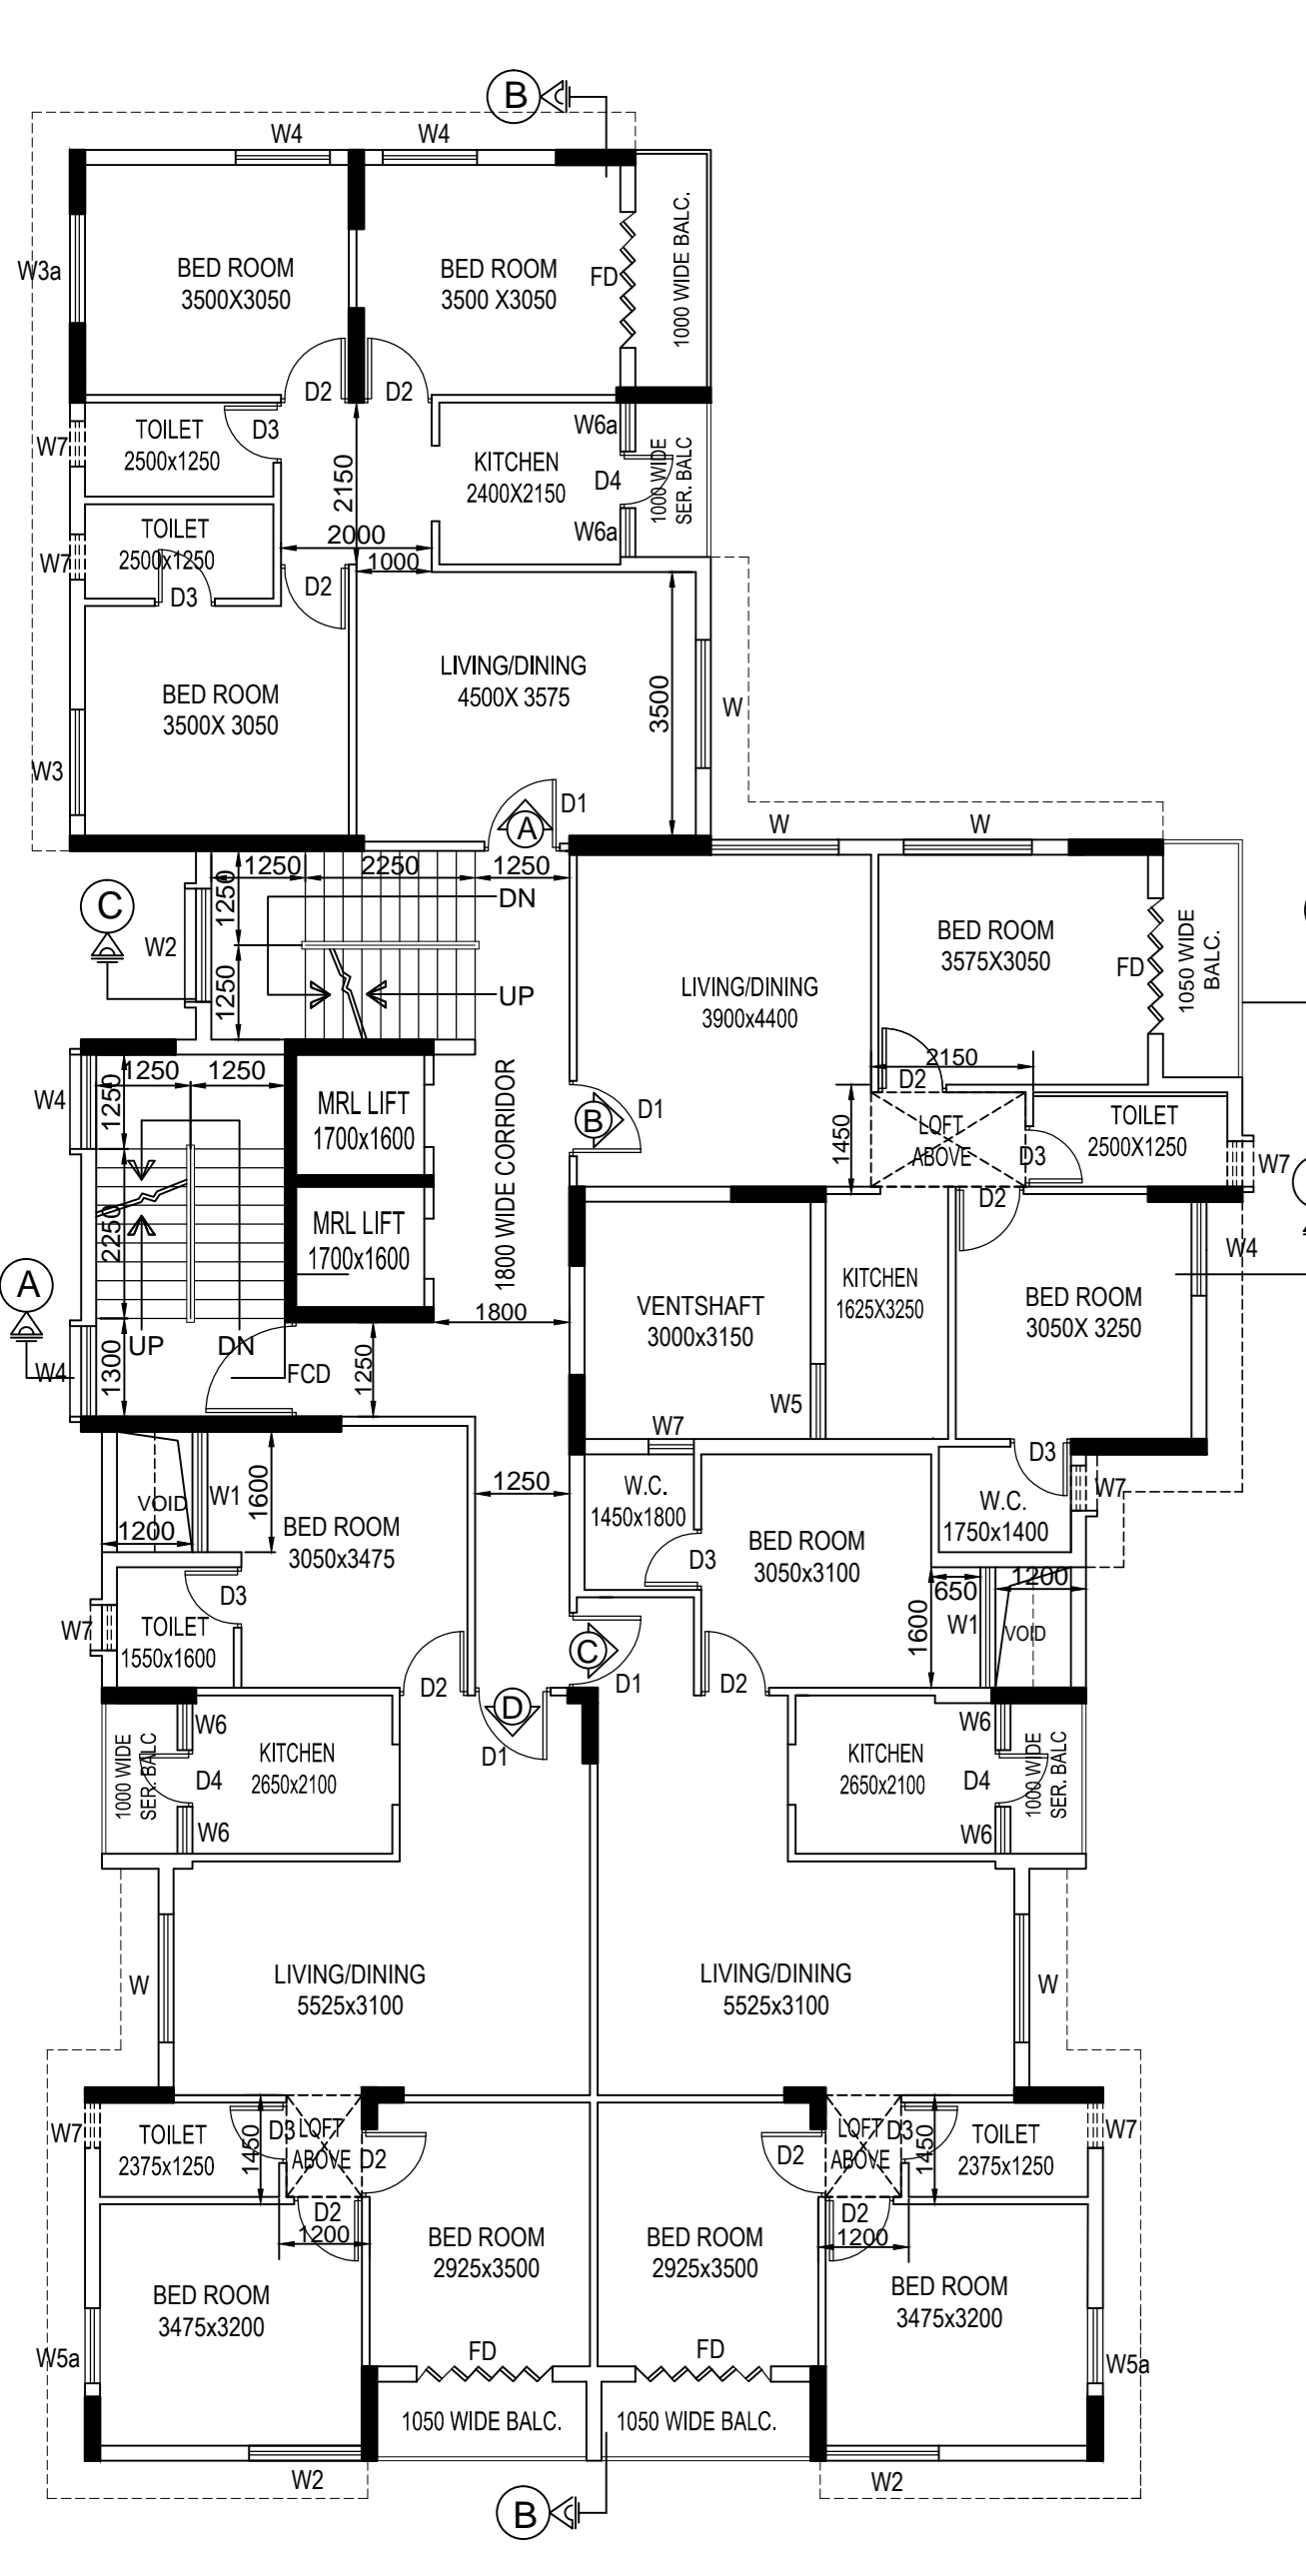 B
W4
W4
W3a
BED ROOM
3500X3050
BED ROOM
3500 X3050
FD
1000 WIDE BALC.
D2
D2
W7
TOILET
2500x1250
D3
W6a
KITCHEN
2400X2150
D4
1000 WIDE
SER. BALC
W6a
2150
2000
1000
W7
TOILET
2500x1250
D3
D2
LIVING/DINING
4500X 3575
3500
W
BED ROOM
3500X 3050
W3
D1
A
W
W
1250
2250
1250
1250
DN
C
W2
1250
UP
BED ROOM
3575X3050
FD
1050 WIDE
BALC.
LIVING/DINING
3900x4400
2150
D2
1250
1250
W4
1250
MRL LIFT
1700x1600
1800 WIDE CORRIDOR
B
D1
1450
LOFT
ABOVE
D3
TOILET
2500X1250
W7
D2
2250
MRL LIFT
1700x1600
W4
A
VENTSHAFT
3000x3150
KITCHEN
1625X3250
BED ROOM
3050X 3250
1800
UP
DN
FCD
1300
1250
W4
W5
W7
D3
W7
1250
W.C.
1450x1800
W.C.
1750x1400
VOID
W1
1600
1200
BED ROOM
3050x3475
BED ROOM
3050x3100
D3
650
1200
W1
1600
VOID
D3
W7
TOILET
1550x1600
C
D1
D2
D2
D
D1
W6
1000 WIDE
SER. BALC
D4
KITCHEN
2650x2100
W6
KITCHEN
2650x2100
W6
D4
1000 WIDE
SER. BALC
W6
LIVING/DINING
5525x3100
LIVING/DINING
5525x3100
W
W
W7
TOILET
2375x1250
1450
D3
LOFT
ABOVE
D2
D2
LOFT
ABOVE
D3
1450
TOILET
2375x1250
W7
D2
1200
D2
1200
BED ROOM
2925x3500
BED ROOM
2925x3500
BED ROOM
3475x3200
BED ROOM
3475x3200
W5a
FD
FD
W5a
1050 WIDE BALC.
1050 WIDE BALC.
W2
W2
B